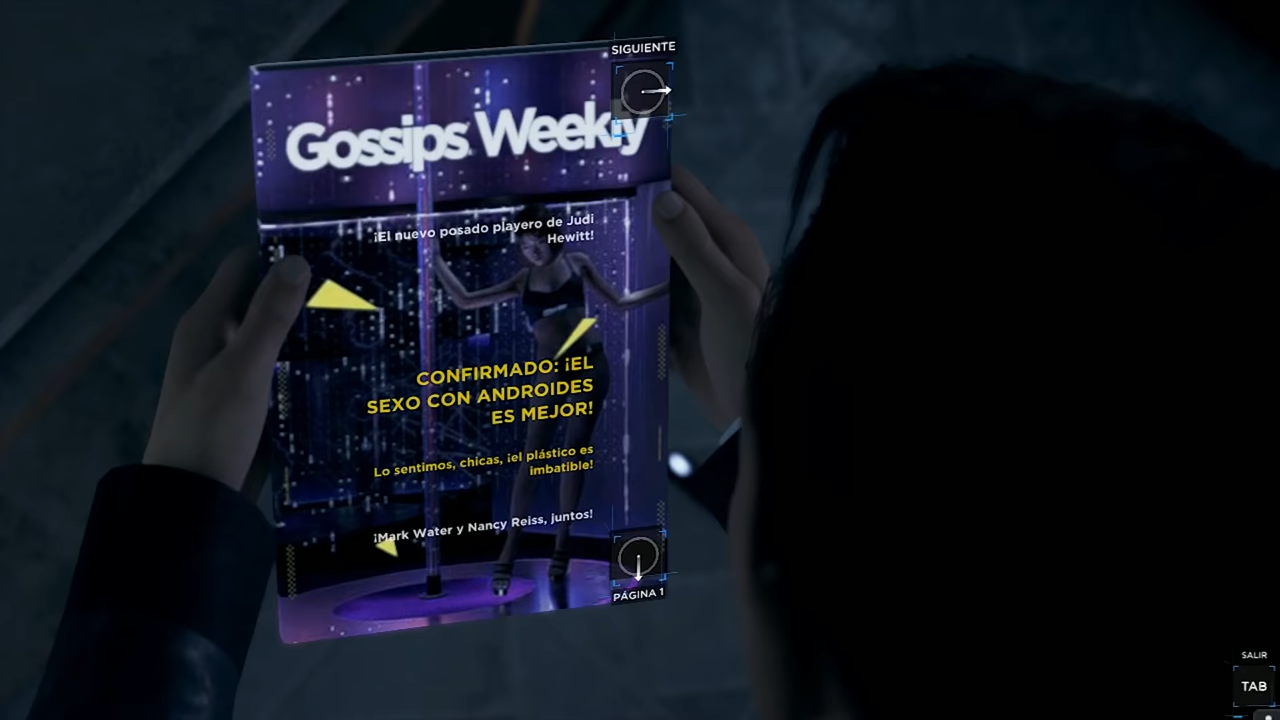 SIGUIENTE
Gossips Weekly
¡El nuevo posado playero de Judi
Hewitt!
CONFIRMADO: ¡EL
SEXO CON ANDROIDES
ES MEJOR!
Lo sentimos, chicas, ¡el plástico es
imbatible!
¡Mark Water y Nancy Reiss, juntos!
PÁGINA 1
SALIR
TAB